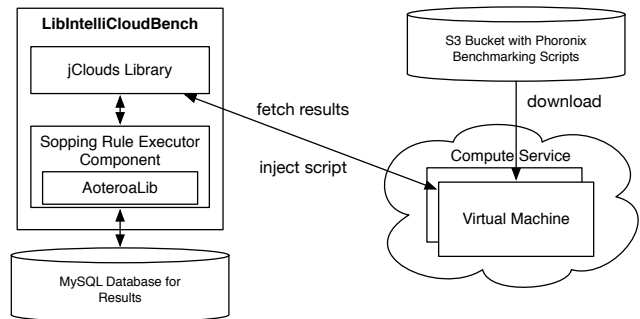 LibIntelliCloudBench
jClouds Library
Sopping Rule Executor
Component
AoteroaLib
MySQL Database for
Results
fetch results
inject script
S3 Bucket with Phoronix
Benchmarking Scripts
download
Compute Service
Virtual Machine